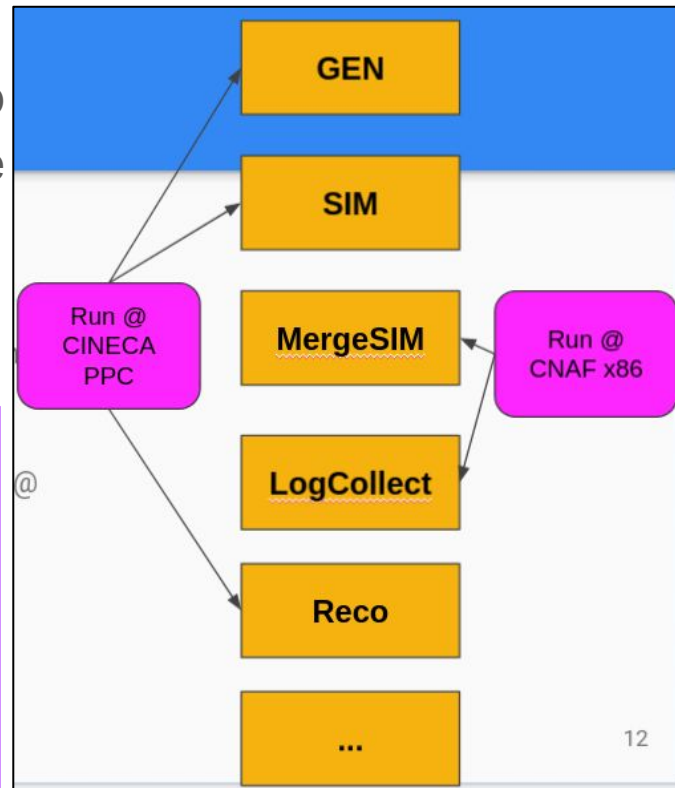 GEN
SIM
Run @
CINECA
PPC
MergeSIM
Run @
CNAF x86
LogCollect
@
Reco
...
12